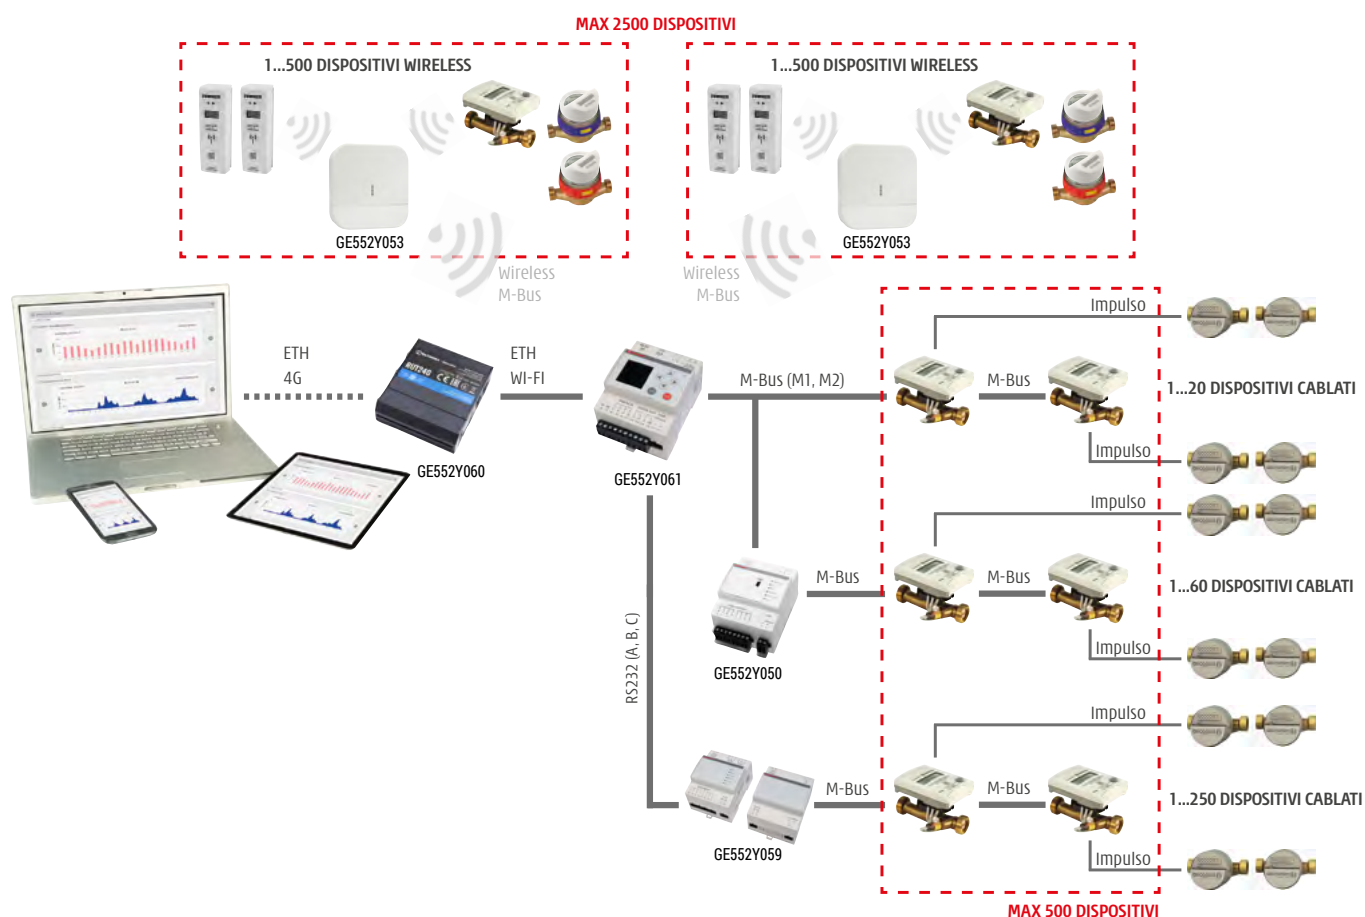 MAX 2500 DISPOSITIVI
1...500 DISPOSITIVI WIRELESS
1...500 DISPOSITIVI WIRELESS
GE552Y053
GE552Y053
Wireless
M-Bus
Wireless
M-Bus
ETH
4G
RUT240
GE552Y060
ETH
WI-FI
GE552Y061
M-Bus (M1, M2)
Impulso
M-Bus
1...20 DISPOSITIVI CABLATI
Impulso
Impulso
M-Bus
M-Bus
1...60 DISPOSITIVI CABLATI
GE552Y050
Impulso
RS232 (A, B, C)
Impulso
M-Bus
M-Bus
1...250 DISPOSITIVI CABLATI
GE552Y059
Impulso
MAX 500 DISPOSITIVI